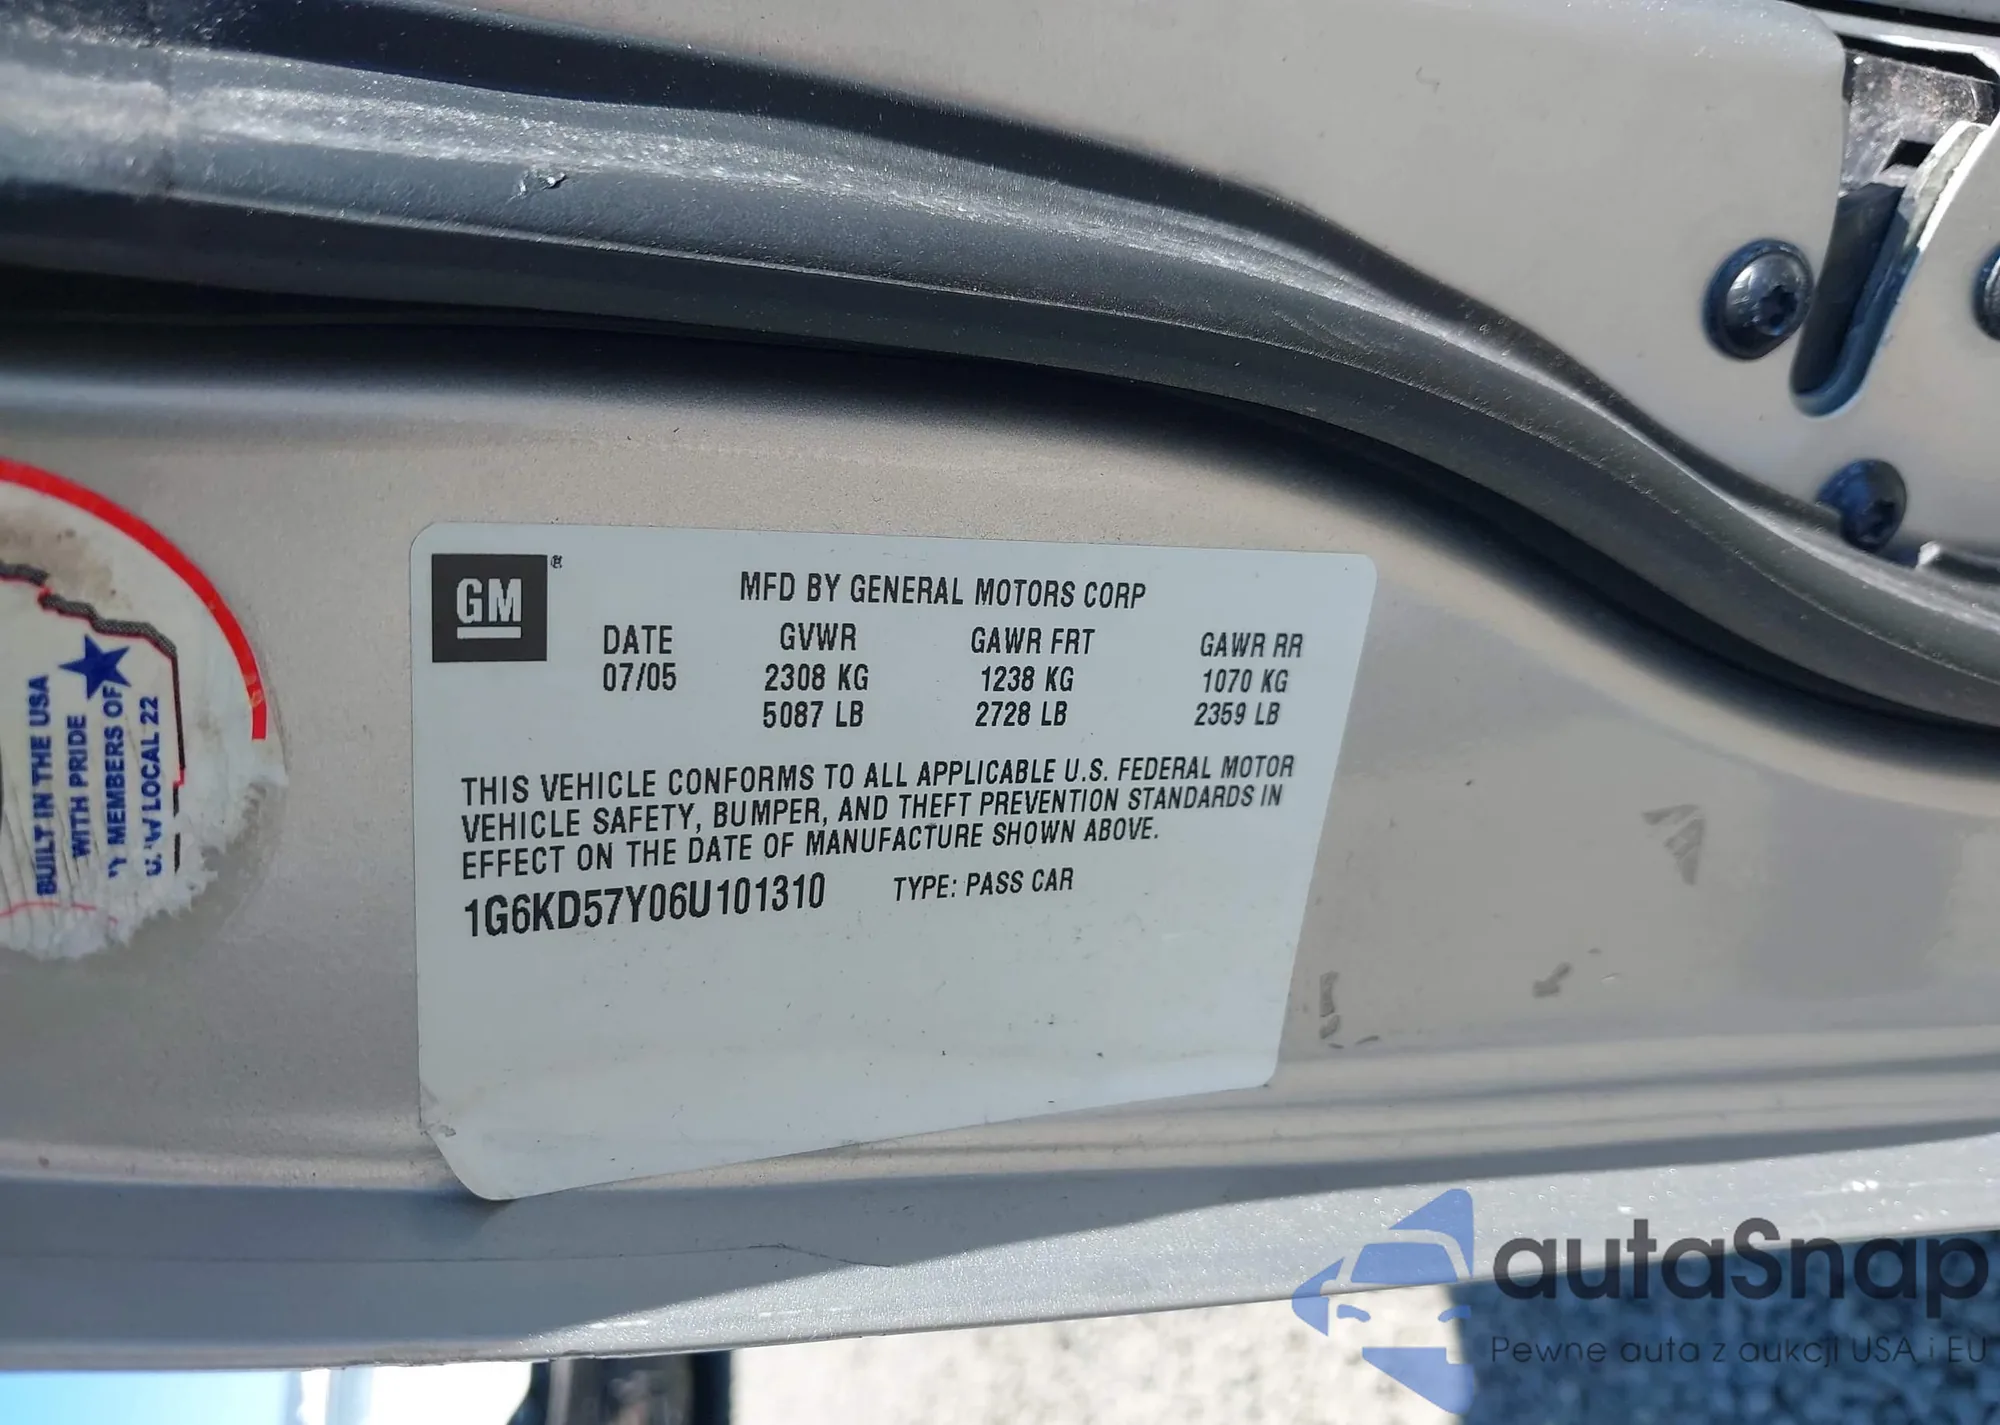 GM
MFD BY GENERAL MOTORS CORP
DATE GVWR GAWR FRT GAWR RR
07/05 2308 KG 1238 KG 1070 KG
5087 LB 2728 LB 2359 LB
THIS VEHICLE CONFORMS TO ALL APPLICABLE U.S. FEDERAL MOTOR
VEHICLE SAFETY, BUMPER, AND THEFT PREVENTION STANDARDS IN
EFFECT ON THE DATE OF MANUFACTURE SHOWN ABOVE.
1G6KD57Y06U101310 TYPE: PASS CAR
BUILT IN THE USA
WITH PRIDE
MEMBERS OF
LOCAL 22
autaSnap
Pewne auta z aukcji USA i EU